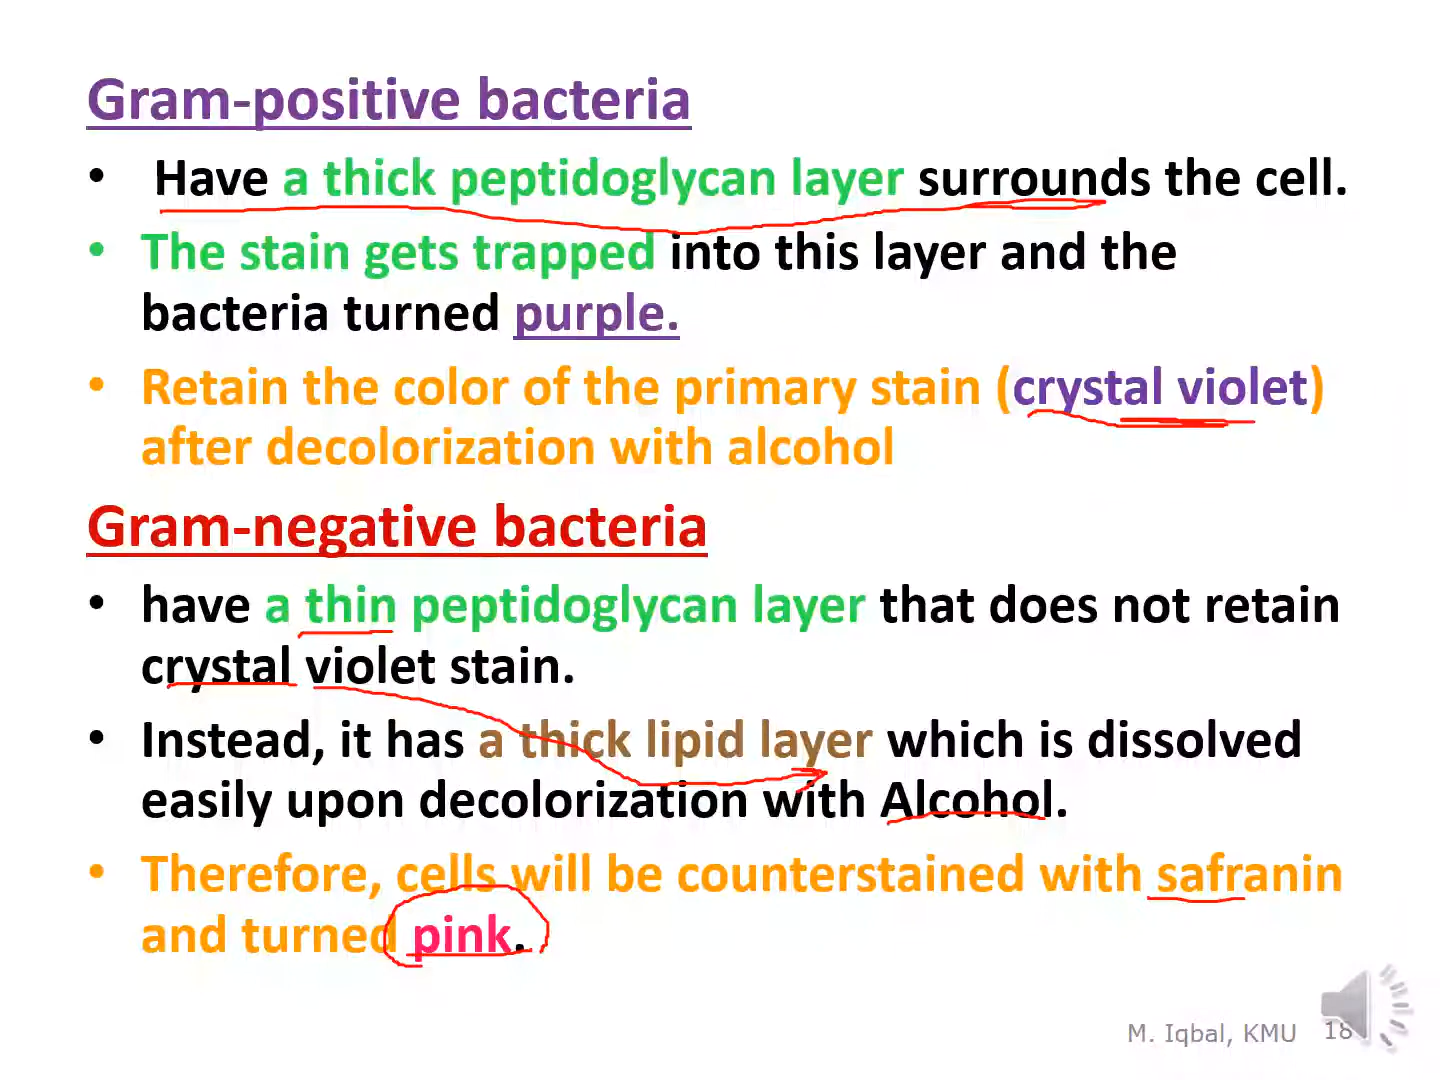 Gram-positive bacteria
• Have a thick peptidoglycan layer surrounds the cell.
• The stain gets trapped into this layer and the
bacteria turned purple.
• Retain the color of the primary stain (crystal violet)
after decolorization with alcohol
Gram-negative bacteria
• have a thin peptidoglycan layer that does not retain
crystal violet stain.
• Instead, it has a thick lipid layer which is dissolved
easily upon decolorization with Alcohol.
• Therefore, cells will be counterstained with safranin
and turned pink.
M. Iqbal, KMU 18